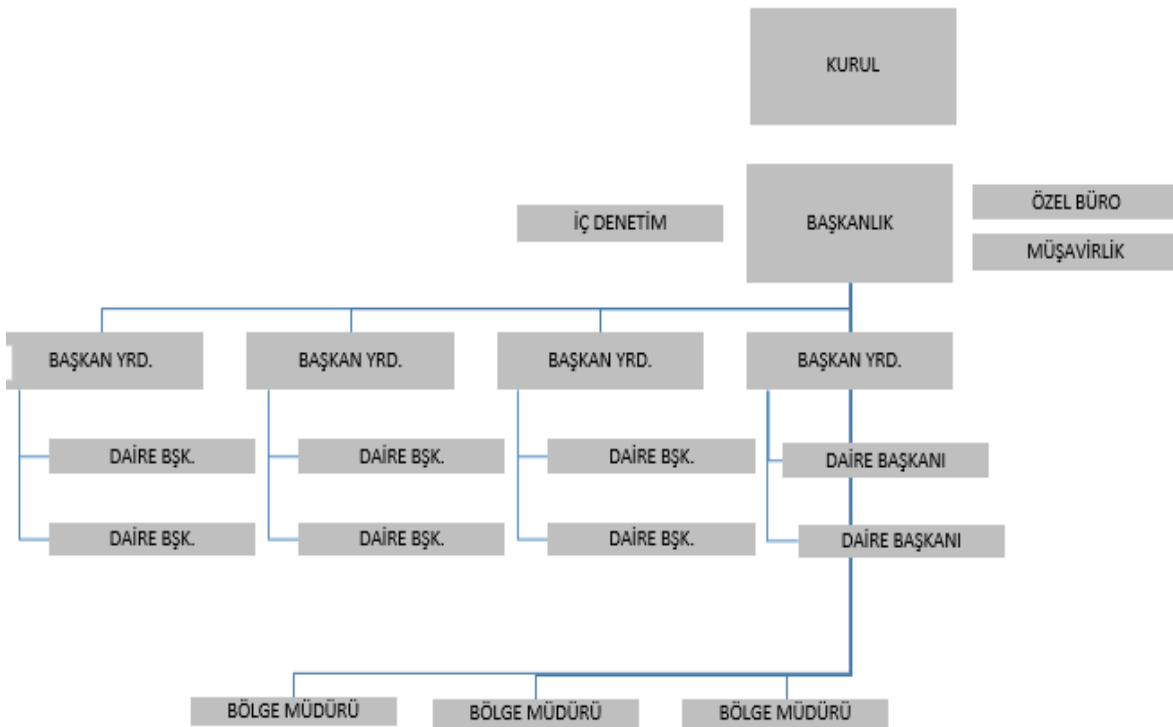 KURUL
İÇ DENETİM
BAŞKANLIK
ÖZEL BÜRO
MÜŞAVİRLİK
BAŞKAN YRD.
BAŞKAN YRD.
BAŞKAN YRD.
BAŞKAN YRD.
DAİRE BŞK.
DAİRE BŞK.
DAİRE BŞK.
DAİRE BAŞKANI
DAİRE BŞK.
DAİRE BŞK.
DAİRE BŞK.
DAİRE BAŞKANI
BÖLGE MÜDÜRÜ
BÖLGE MÜDÜRÜ
BÖLGE MÜDÜRÜ